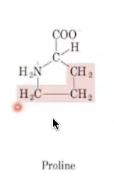 COO⁻
H
C
H₂N CH₂
H₂C CH₂
Proline